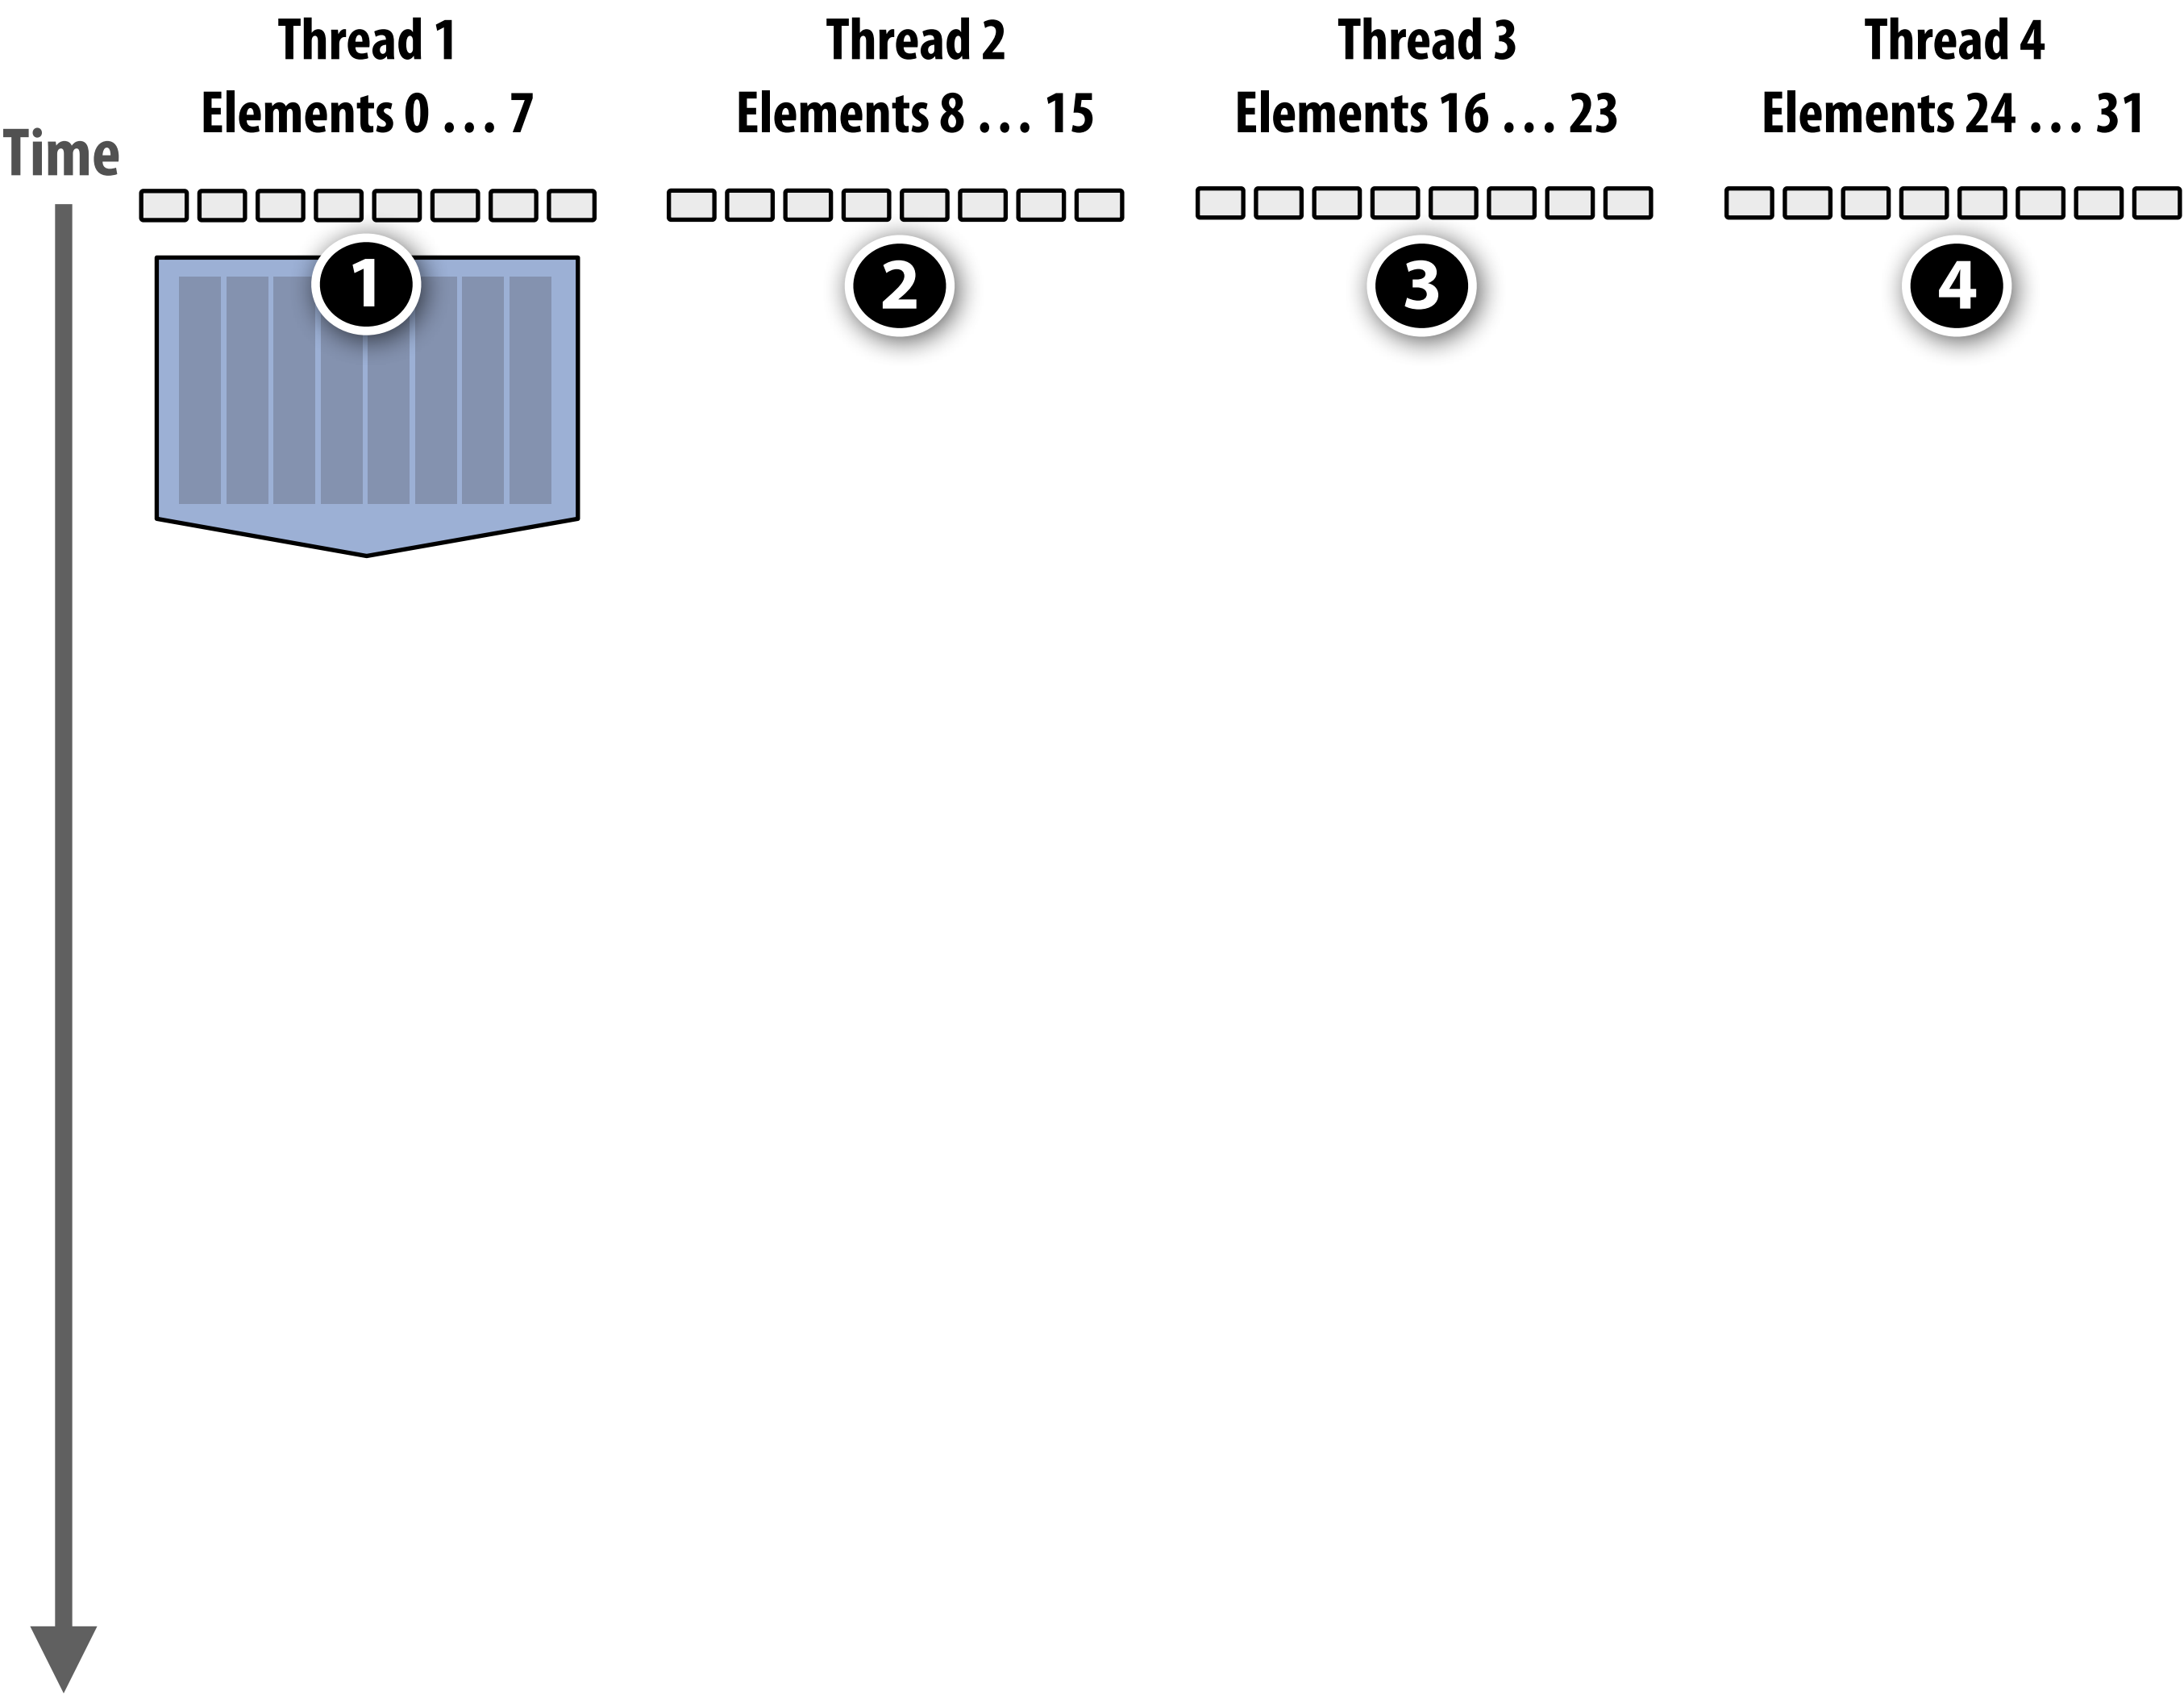 Thread 1
Elements 0 . . . 7
Thread 2
Elements 8 . . . 15
Thread 3
Elements 16 . . . 23
Thread 4
Elements 24 . . . 31
Time
1
2
3
4